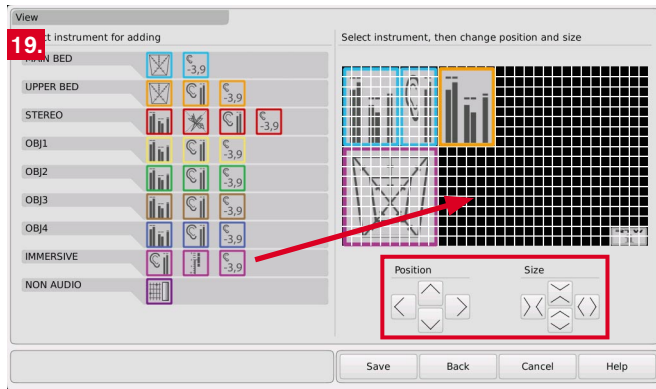 View
19.
t instrument for adding
Select instrument, then change position and size
MAIN BED
-3,9
UPPER BED
-3,9
STEREO
-3,9
OBJ1
-3,9
OBJ2
-3,9
OBJ3
-3,9
OBJ4
-3,9
IMMERSIVE
-3,9
NON AUDIO
Position
Size
Save
Back
Cancel
Help